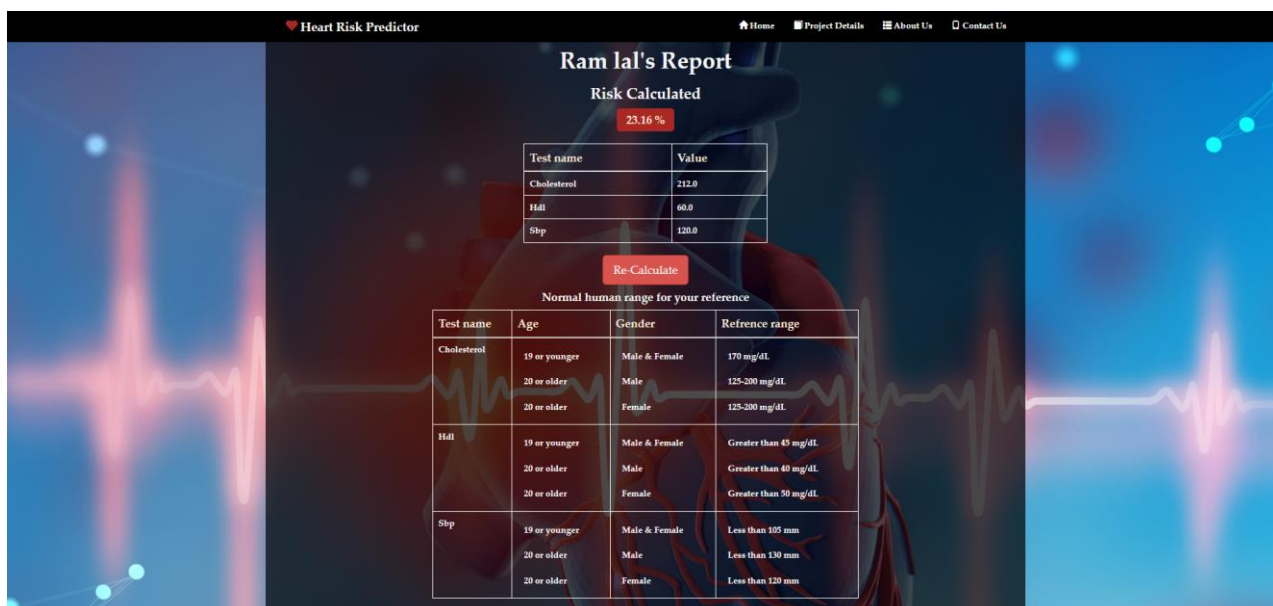 Heart Risk Predictor Home Project Details About Us Contact Us
Ram lal's Report
Risk Calculated
23.16 %
Test name Value
Cholesterol 212.0
Hdl 60.0
Sbp 120.0
Re-Calculate
Normal human range for your reference
Test name Age Gender Refrence range
Cholesterol 19 or younger Male & Female 170 mg/dL
20 or older Male 125-200 mg/dL
20 or older Female 125-200 mg/dL
Hdl 19 or younger Male & Female Greater than 45 mg/dL
20 or older Male Greater than 40 mg/dL
20 or older Female Greater than 50 mg/dL
Sbp 19 or younger Male & Female Less than 105 mm
20 or older Male Less than 130 mm
20 or older Female Less than 120 mm